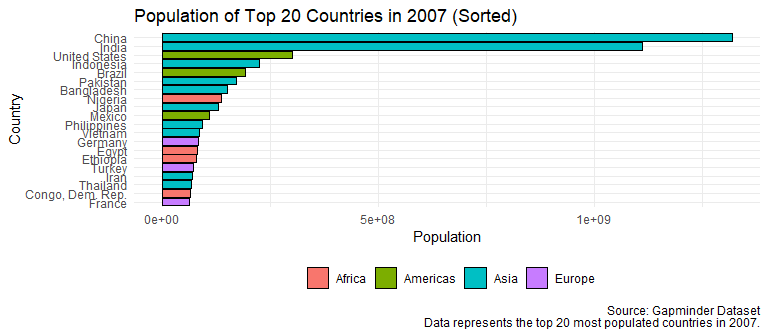 Population of Top 20 Countries in 2007 (Sorted)
Country
China
India
United States
Indonesia
Brazil
Pakistan
Bangladesh
Nigeria
Japan
Mexico
Philippines
Vietnam
Germany
Egypt
Ethiopia
Turkey
Iran
Thailand
Congo, Dem. Rep.
France
0e+00 5e+08 1e+09
Population
Africa Americas Asia Europe
Source: Gapminder Dataset
Data represents the top 20 most populated countries in 2007.